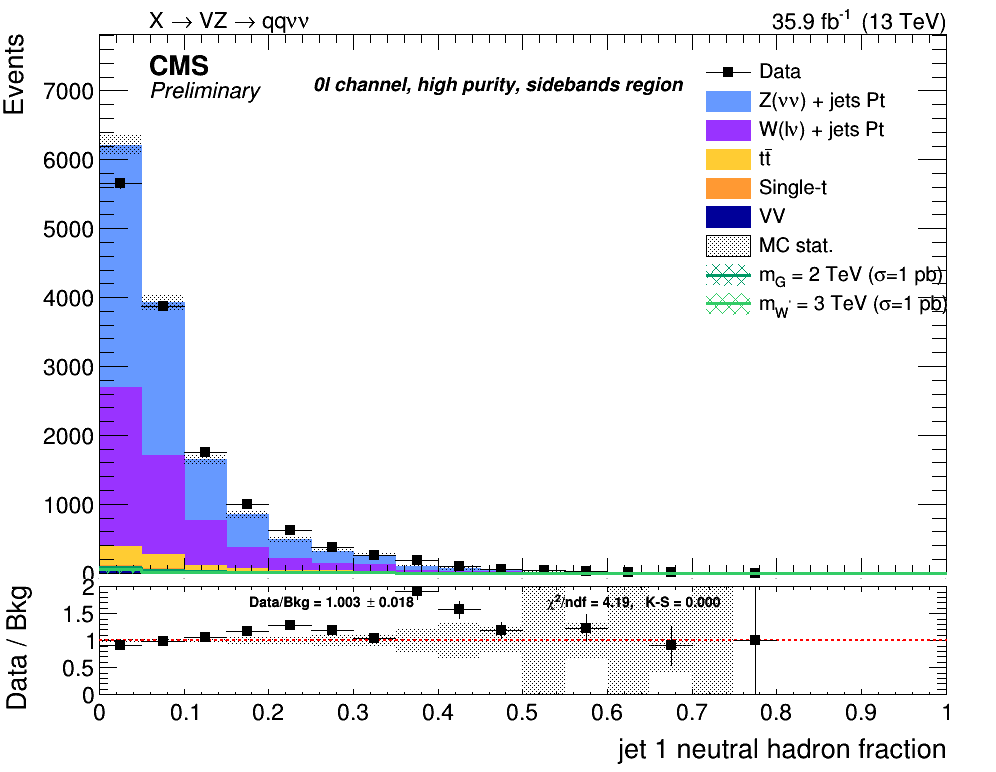 X → VZ → qqνν
35.9 fb⁻¹ (13 TeV)
CMS
Preliminary
0l channel, high purity, sidebands region
Events
7000
6000
5000
4000
3000
2000
1000
0
Data
Z(νν) + jets Pt
W(lν) + jets Pt
tt̄
Single-t
VV
MC stat.
m_G = 2 TeV (σ=1 pb)
m_W' = 3 TeV (σ=1 pb)
Data / Bkg
2
1.5
1
0.5
0
Data/Bkg = 1.003 ± 0.018
χ²/ndf = 4.19, K-S = 0.000
0 0.1 0.2 0.3 0.4 0.5 0.6 0.7 0.8 0.9 1
jet 1 neutral hadron fraction